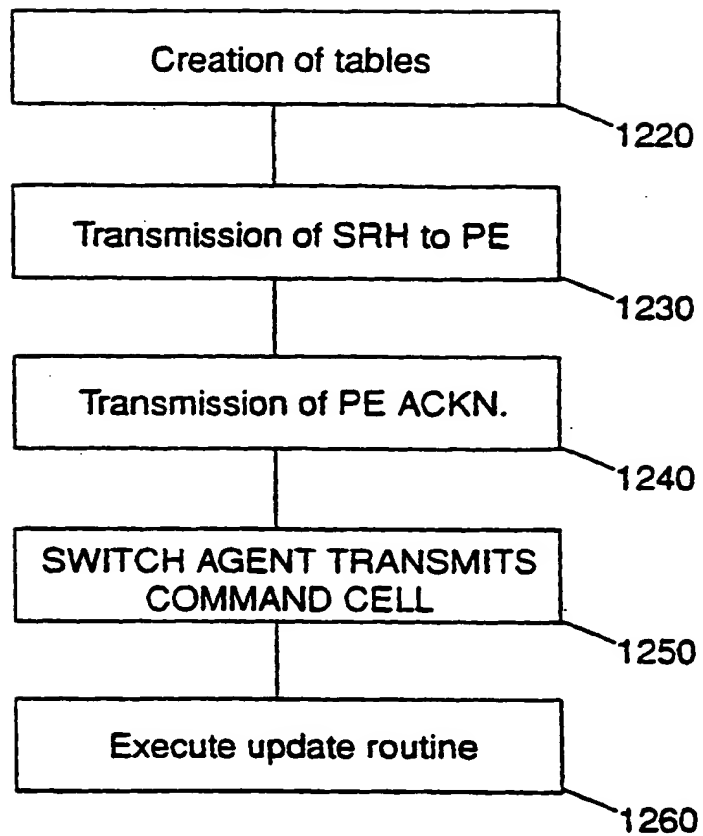 Creation of tables
1220
Transmission of SRH to PE
1230
Transmission of PE ACKN.
1240
SWITCH AGENT TRANSMITS
COMMAND CELL
1250
Execute update routine
1260